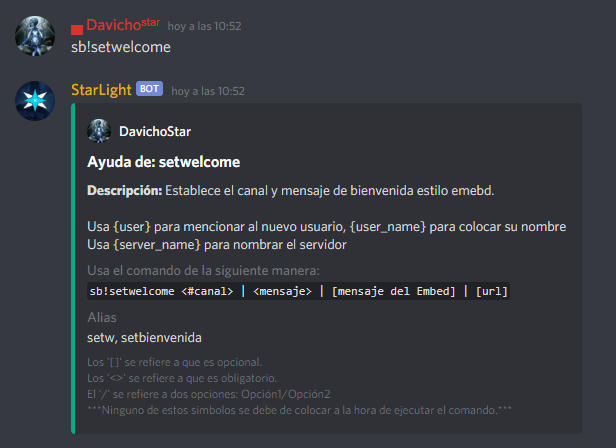 Davichoˢᵗᵃʳ hoy a las 10:52
sb!setwelcome
StarLight BOT hoy a las 10:52
DavichoStar
Ayuda de: setwelcome
Descripción: Establece el canal y mensaje de bienvenida estilo emebd.
Usa {user} para mencionar al nuevo usuario, {user_name} para colocar su nombre
Usa {server_name} para nombrar el servidor
Usa el comando de la siguiente manera:
sb!setwelcome <#canal> | <mensaje> | [mensaje del Embed] | [url]
Alias
setw, setbienvenida
Los '[]' se refiere a que es opcional.
Los '<>' se refiere a que es obligatorio.
El '/' se refiere a dos opciones: Opción1/Opción2
***Ninguno de estos simbolos se debe de colocar a la hora de ejecutar el comando.***